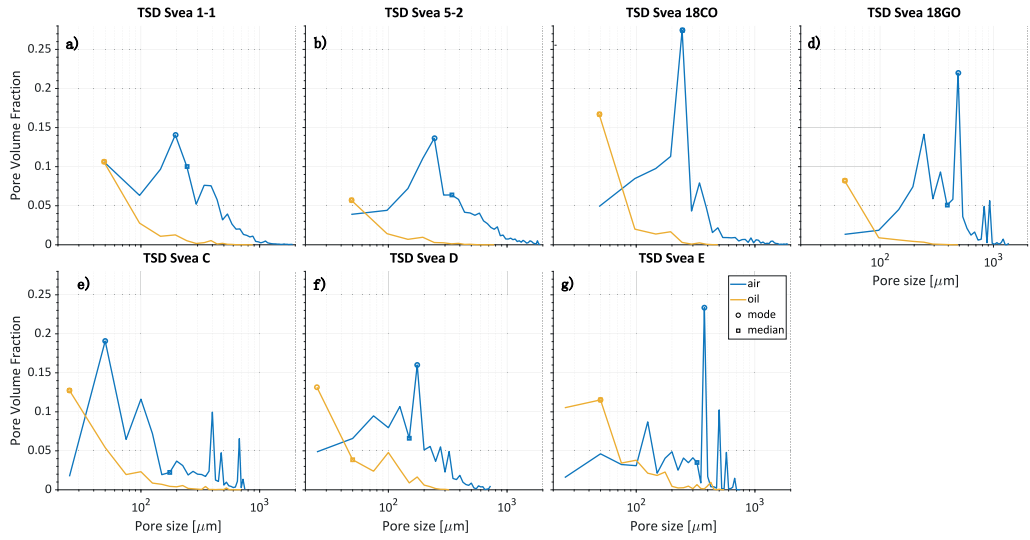 TSD Svea 1-1
TSD Svea 5-2
TSD Svea 18CO
TSD Svea 18GO
a)
b)
d)
Pore Volume Fraction
0.25
0.2
0.15
0.1
0.05
0
10² 10³
Pore size [μm]
TSD Svea C
TSD Svea D
TSD Svea E
e)
f)
g)
air
oil
mode
median
Pore Volume Fraction
0.25
0.2
0.15
0.1
0.05
0
10² 10³
10² 10³
10² 10³
Pore size [μm]
Pore size [μm]
Pore size [μm]